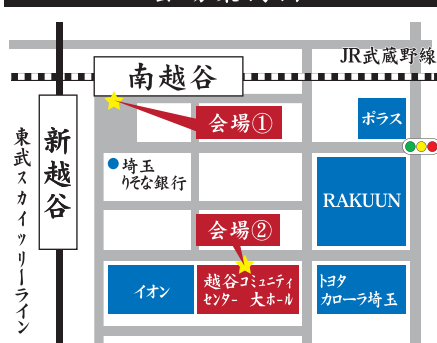 JR武蔵野線
南越谷
会場①
ポラス
新越谷
東武スカイツリーライン
埼玉
りそな銀行
RAKUUN
会場②
イオン
越谷コミュニティ
センター 大ホール
トヨタ
カローラ埼玉